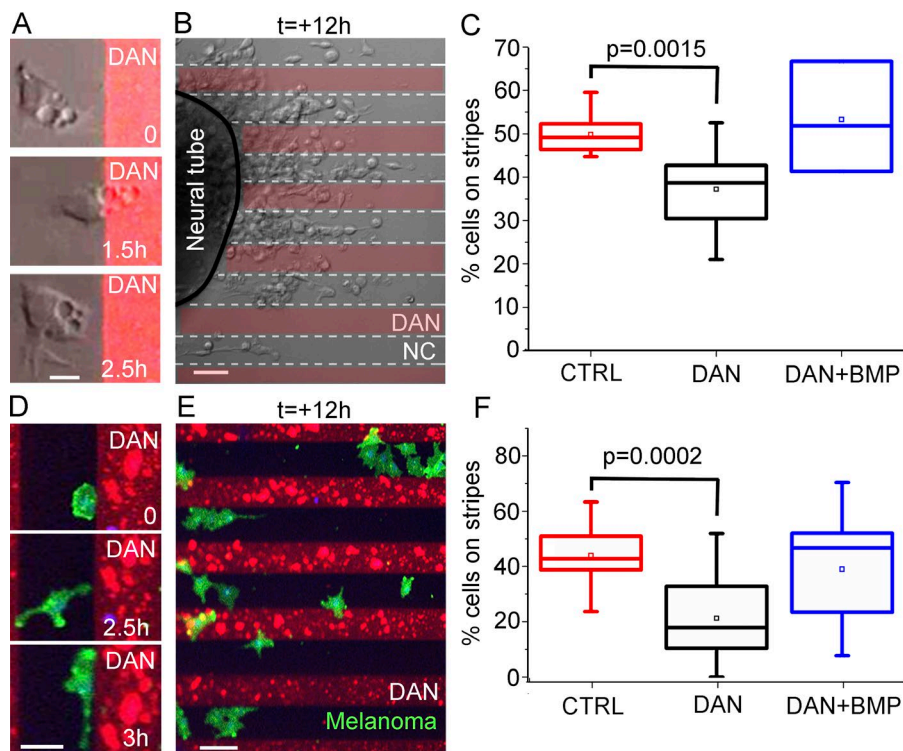 A
DAN
0
DAN
1.5h
DAN
2.5h
B
t=+12h
Neural tube
DAN
NC
C
% cells on stripes
70
60
50
40
30
20
10
0
p=0.0015
CTRL
DAN
DAN+BMP
D
DAN
0
DAN
2.5h
DAN
3h
E
t=+12h
DAN
Melanoma
F
% cells on stripes
80
60
40
20
0
p=0.0002
CTRL
DAN
DAN+BMP